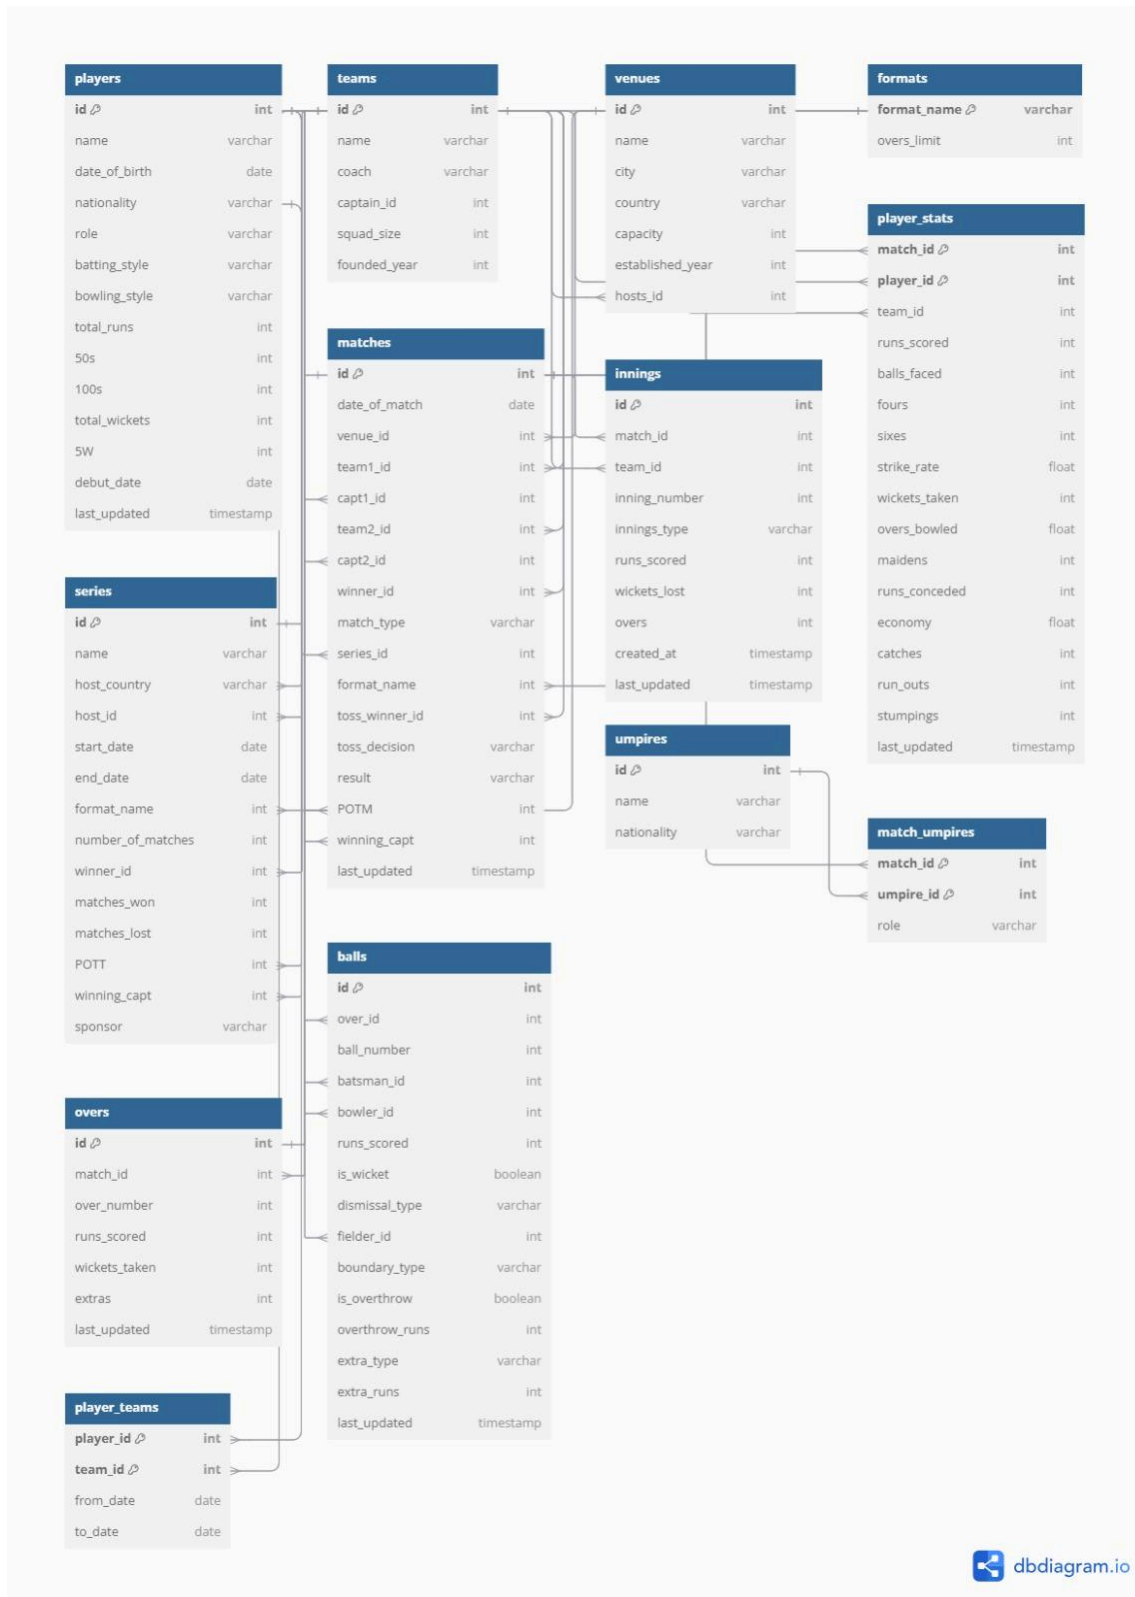 players
id int
name varchar
date_of_birth date
nationality varchar
role varchar
batting_style varchar
bowling_style varchar
total_runs int
50s int
100s int
total_wickets int
5W int
debut_date date
last_updated timestamp
teams
id int
name varchar
coach varchar
captain_id int
squad_size int
founded_year int
venues
id int
name varchar
city varchar
country varchar
capacity int
established_year int
hosts_id int
formats
format_name varchar
overs_limit int
player_stats
match_id int
player_id int
team_id int
runs_scored int
balls_faced int
fours int
sixes int
strike_rate float
wickets_taken int
overs_bowled float
maidens int
runs_conceded int
economy float
catches int
run_outs int
stumpings int
last_updated timestamp
matches
id int
date_of_match date
venue_id int
team1_id int
capt1_id int
team2_id int
capt2_id int
winner_id int
match_type varchar
series_id int
format_name int
toss_winner_id int
toss_decision varchar
result varchar
POTM int
winning_capt int
last_updated timestamp
innings
id int
match_id int
team_id int
inning_number int
innings_type varchar
runs_scored int
wickets_lost int
overs int
created_at timestamp
last_updated timestamp
series
id int
name varchar
host_country varchar
host_id int
start_date date
end_date date
format_name int
number_of_matches int
winner_id int
matches_won int
matches_lost int
POTT int
winning_capt int
sponsor varchar
umpires
id int
name varchar
nationality varchar
match_umpires
match_id int
umpire_id int
role varchar
balls
id int
over_id int
ball_number int
batsman_id int
bowler_id int
runs_scored int
is_wicket boolean
dismissal_type varchar
fielder_id int
boundary_type varchar
is_overthrow boolean
overthrow_runs int
extra_type varchar
extra_runs int
last_updated timestamp
overs
id int
match_id int
over_number int
runs_scored int
wickets_taken int
extras int
last_updated timestamp
player_teams
player_id int
team_id int
from_date date
to_date date
dbdiagram.io